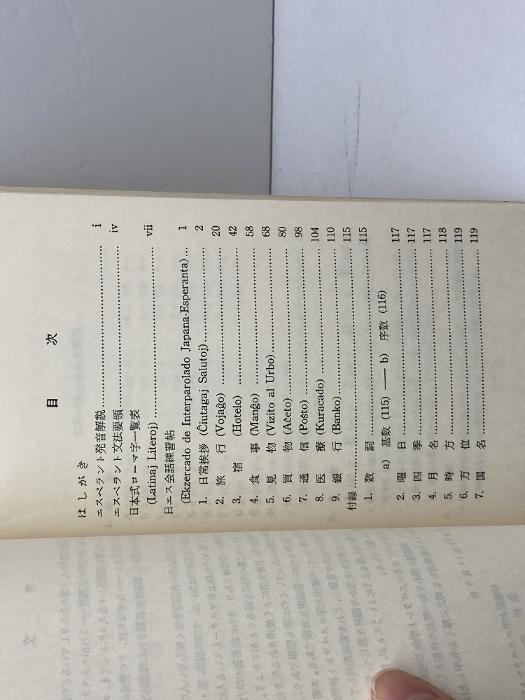 目 次
はしがき
エスペラント発音解説 i
エスペラント文法要領 iv
日本式ローマ字一覧表
(Latinaj Literoj) vii
日エス会話練習帖
(Ekzercado de Interparolado Japana-Esperanta) 1
1. 日常挨拶 (Ĉiutagaj Salutoj) 2
2. 旅 行 (Vojaĝo) 20
3. 宿 (Hotelo) 42
4. 食 事 (Manĝo) 58
5. 見 物 (Vizito al Urbo) 68
6. 買 物 (Aĉeto) 80
7. 通 信 (Poŝto) 98
8. 医 療 (Kuracado) 104
9. 銀 行 (Banko) 110
付録 115
1. 数 詞 115
a) 基数 (115) — b) 序数 (116)
2. 曜 日 117
3. 四 季 117
4. 月 名 117
5. 時 方 118
6. 方 位 119
7. 国 名 119